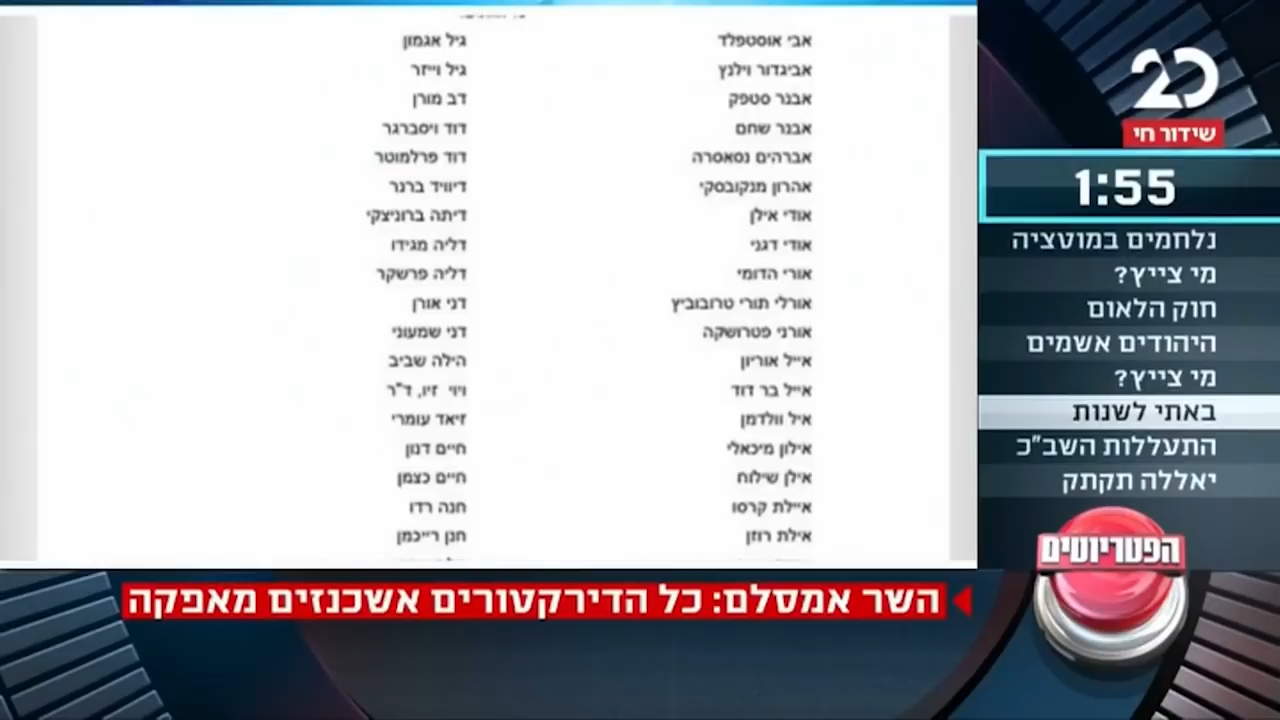 אבי אוסטפלד
אביגדור וילנץ
אבנר סטפק
אבנר שחם
אברהים נסאסרה
אהרון מנקובסקי
אודי אילן
אודי דגני
אורי הדומי
אורלי תורי טרובוביץ
אורני פטרושקה
אייל אוריון
אייל בר דוד
איל וולדמן
אילון מיכאלי
אילן שילוח
איילת קרסו
אילת רוזן
גיל אגמון
גיל וייזר
דב מורן
דוד ויסברגר
דוד פרלמוטר
דיוויד ברנר
דיתה ברוניצקי
דליה מגידו
דליה פרשקר
דני אורן
דני שמעוני
הילה שביב
ויוי זיו, ד"ר
זיאד עומרי
חיים דנון
חיים כצמן
חנה רדו
חנן רייכמן
20
שידור חי
1:55
נלחמים במוטציה
מי צייץ?
חוק הלאום
היהודים אשמים
מי צייץ?
באתי לשנות
התעללות השב"כ
יאללה תקתק
הפטריוטים
השר אמסלם: כל הדירקטורים אשכנזים מאפקה